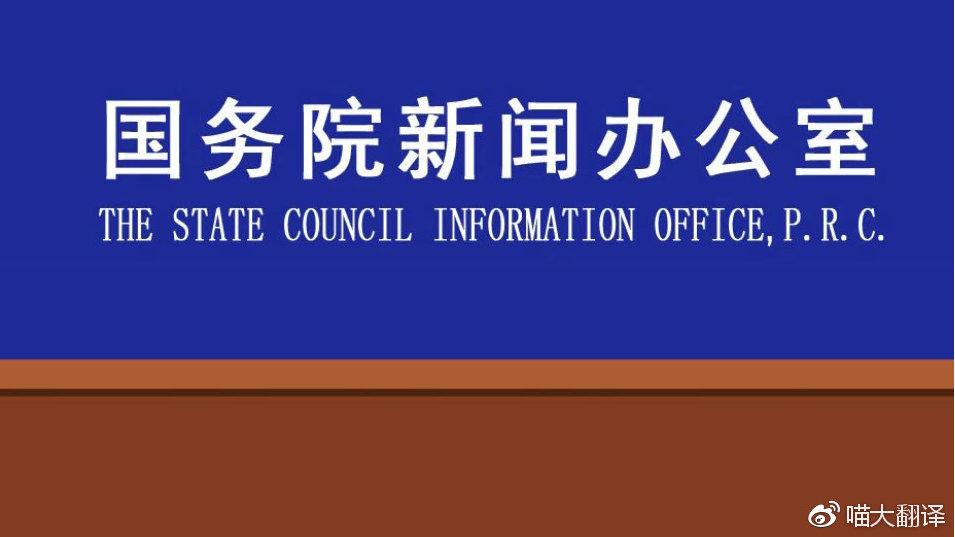 国务院新闻办公室
THE STATE COUNCIL INFORMATION OFFICE,P.R.C.
喵大翻译